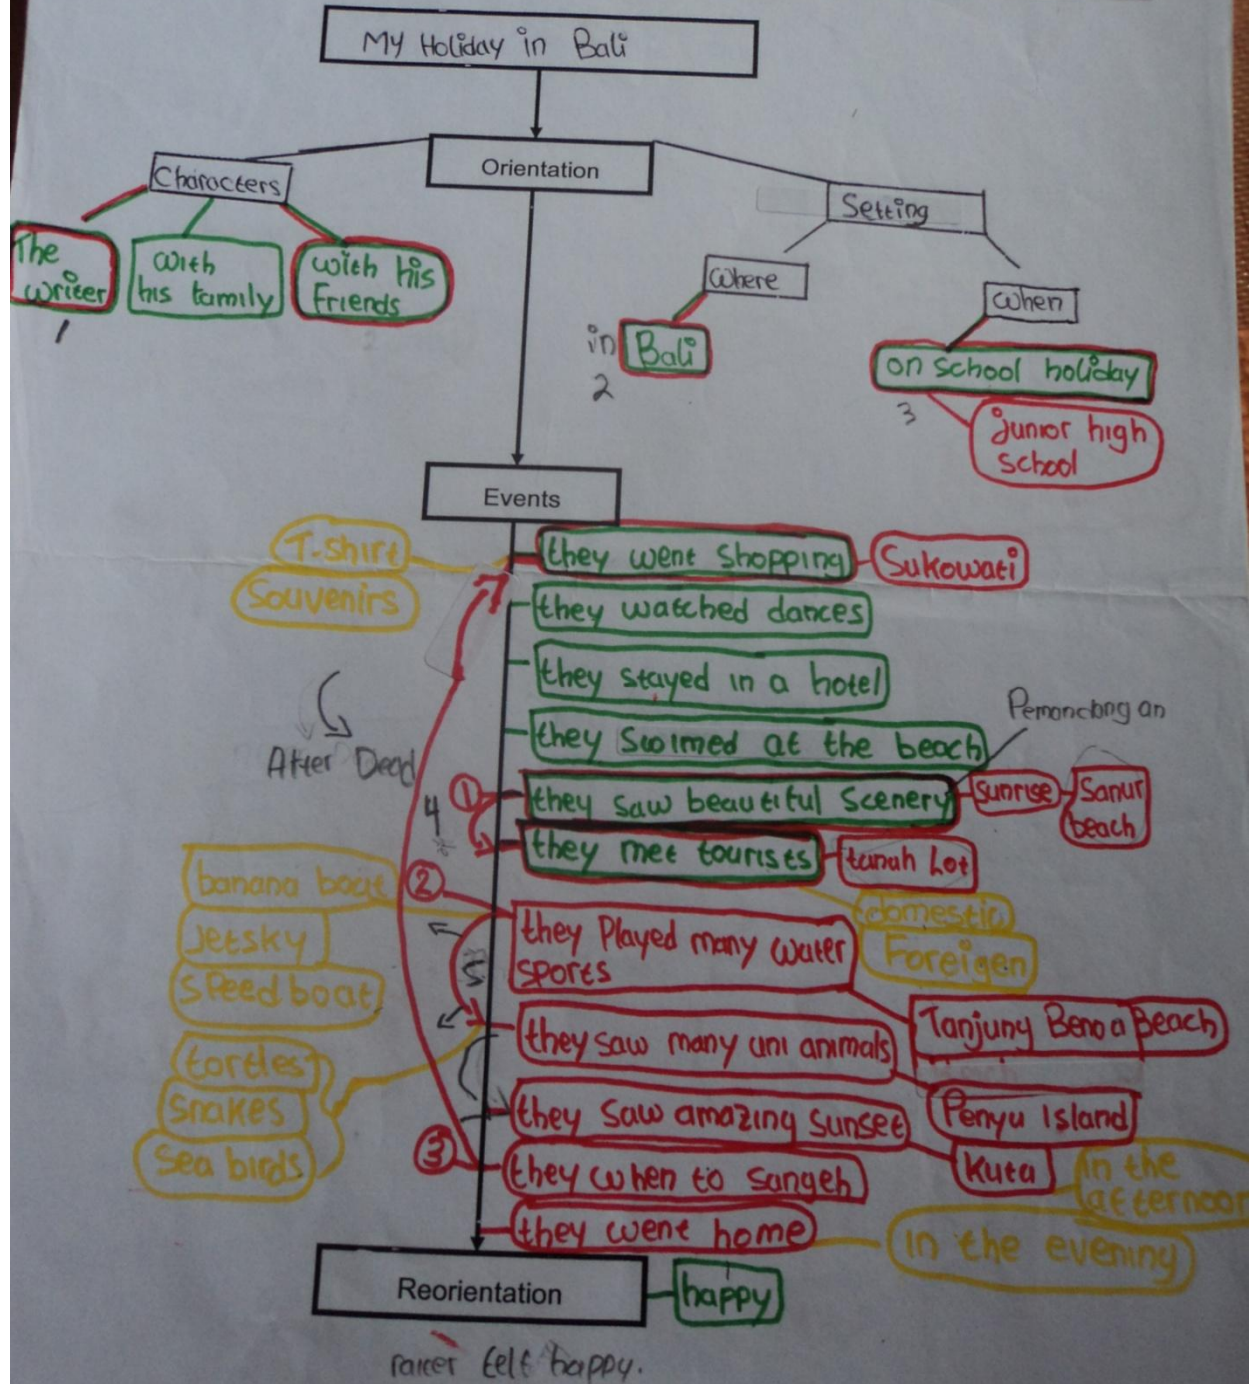 My Holiday in Bali
Orientation
Characters
Setting
The
writer
with
his family
with his
Friends
1
Where
When
in
Bali
2
on school holiday
3
junior high
school
Events
T-shirt
Souvenirs
they went shopping
Sukowati
they watched dances
they stayed in a hotel
they swimed at the beach
Pemandang an
After Dead
4
1
they saw beautiful scenery
sunrise
Sanur
beach
they met tourists
tanah Lot
domestic
Foreigen
banana boat
Jetsky
Speed boat
2
5
they Played many water
sports
Tanjung Benoa Beach
they saw many uni animals
Penyu Island
tortles
snakes
Sea birds
they saw amazing sunset
Kuta
in the
afternoon
3
they when to sangeh
they went home
in the evening
Reorientation
happy
felt happy.